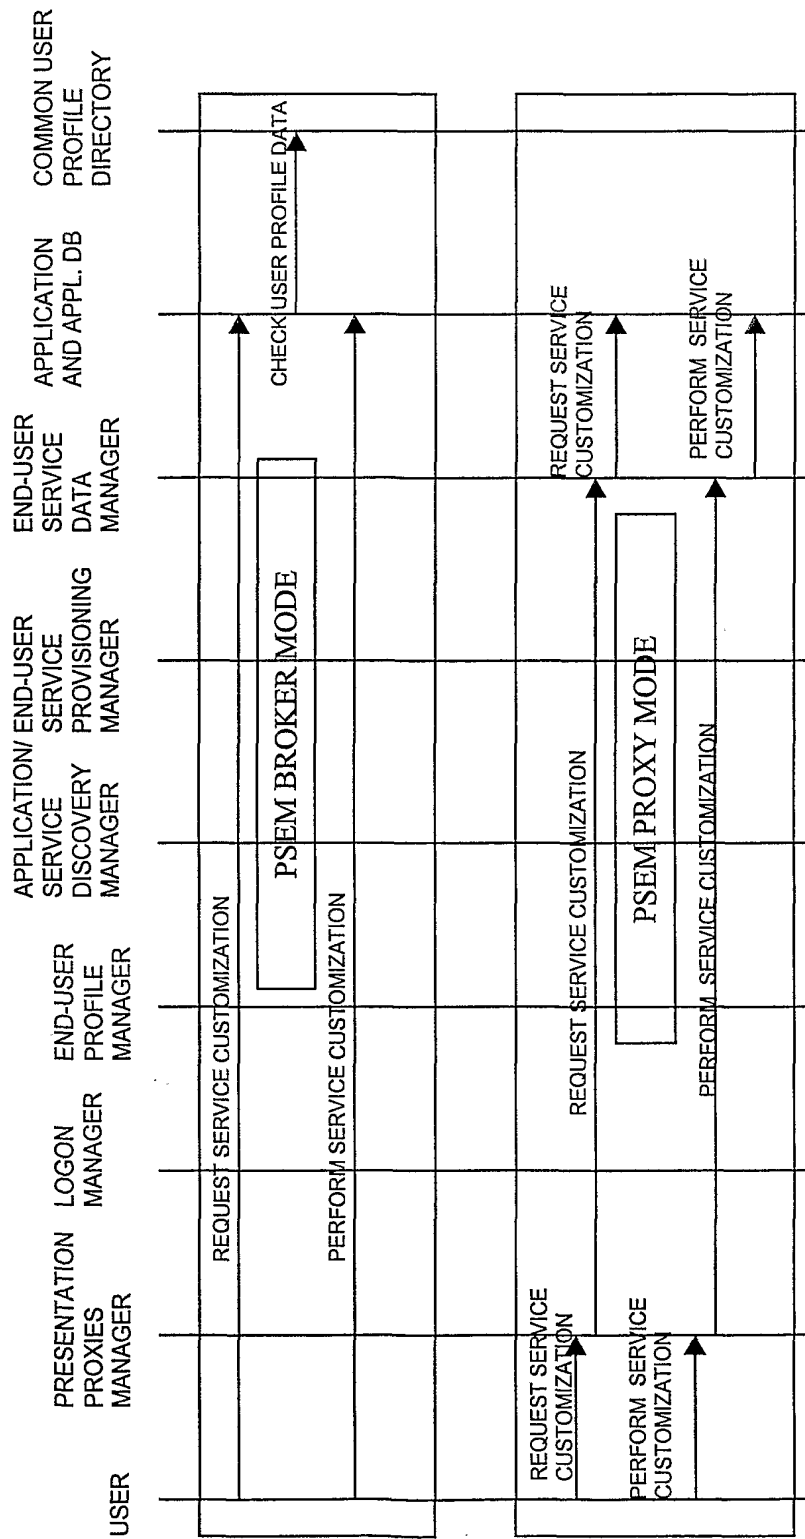 USER
PRESENTATION
PROXIES
MANAGER
LOGON
MANAGER
END-USER
PROFILE
MANAGER
APPLICATION/
SERVICE
DISCOVERY
MANAGER
END-USER
SERVICE
PROVISIONING
MANAGER
END-USER
SERVICE
DATA
MANAGER
APPLICATION
AND APPL. DB
COMMON USER
PROFILE
DIRECTORY
REQUEST SERVICE CUSTOMIZATION
PSEM BROKER MODE
CHECK USER PROFILE DATA
PERFORM SERVICE CUSTOMIZATION
REQUEST SERVICE
CUSTOMIZATION
REQUEST SERVICE CUSTOMIZATION
REQUEST SERVICE
CUSTOMIZATION
PSEM PROXY MODE
PERFORM SERVICE
CUSTOMIZATION
PERFORM SERVICE CUSTOMIZATION
PERFORM SERVICE
CUSTOMIZATION